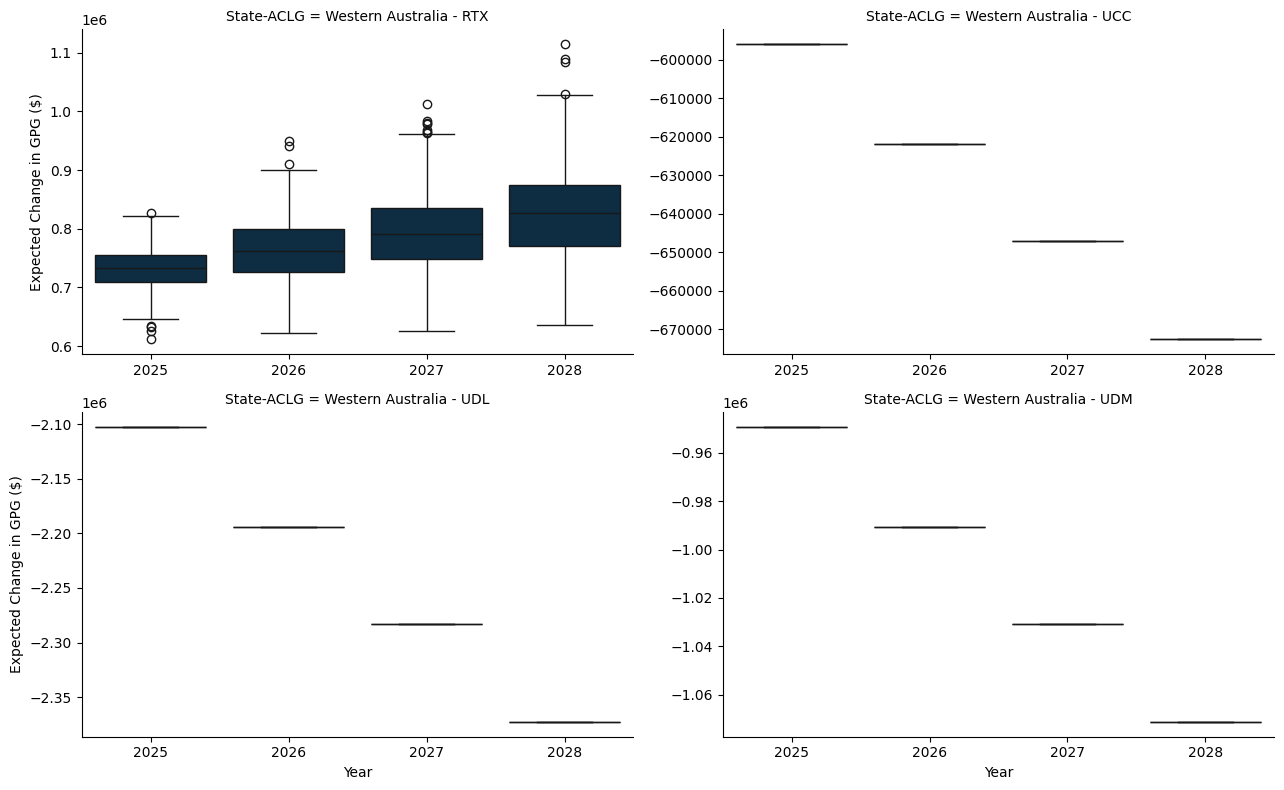 State-ACLG = Western Australia - RTX
1e6
1.1
1.0
0.9
0.8
0.7
0.6
Expected Change in GPG ($)
2025 2026 2027 2028
State-ACLG = Western Australia - UCC
−600000
−610000
−620000
−630000
−640000
−650000
−660000
−670000
2025 2026 2027 2028
State-ACLG = Western Australia - UDL
1e6
−2.10
−2.15
−2.20
−2.25
−2.30
−2.35
Expected Change in GPG ($)
2025 2026 2027 2028
Year
State-ACLG = Western Australia - UDM
1e6
−0.96
−0.98
−1.00
−1.02
−1.04
−1.06
2025 2026 2027 2028
Year